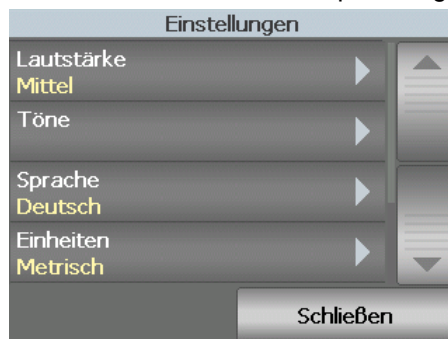 Einstellungen
Lautstärke
Mittel
Töne
Sprache
Deutsch
Einheiten
Metrisch
Schließen